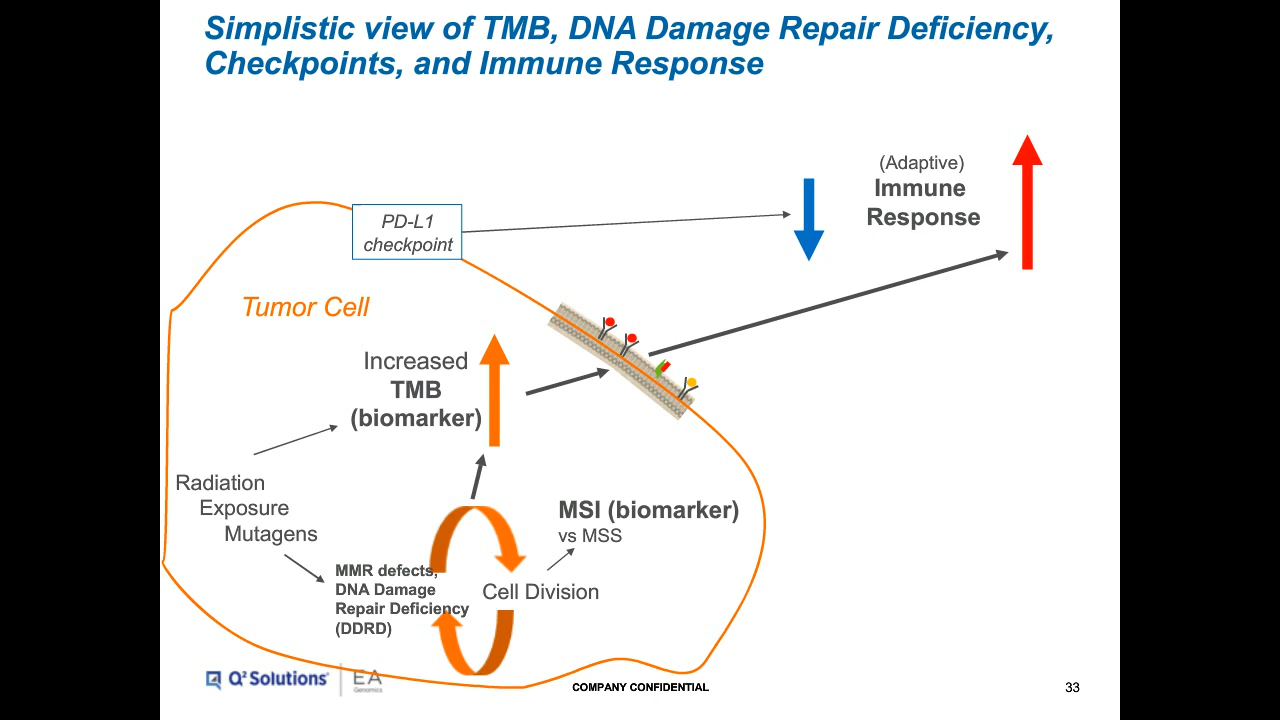 Simplistic view of TMB, DNA Damage Repair Deficiency,
Checkpoints, and Immune Response
(Adaptive)
Immune
Response
PD-L1
checkpoint
Tumor Cell
Increased
TMB
(biomarker)
Radiation
Exposure
Mutagens
MSI (biomarker)
vs MSS
MMR defects,
DNA Damage
Repair Deficiency
(DDRD)
Cell Division
Q² Solutions
EA
Genomics
COMPANY CONFIDENTIAL
33